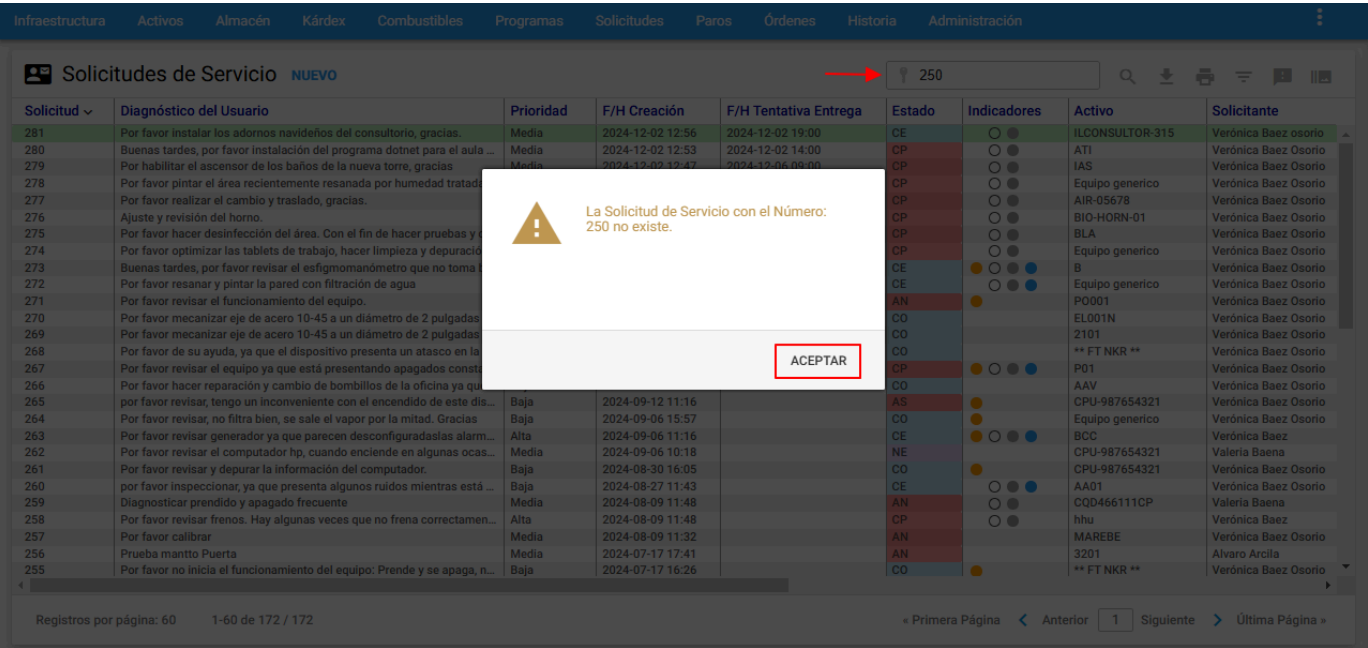 Infraestructura Activos Almacén Kárdex Combustibles Programas Solicitudes Paros Órdenes Historia Administración
Solicitudes de Servicio NUEVO 250
Solicitud Diagnóstico del Usuario Prioridad F/H Creación F/H Tentativa Entrega Estado Indicadores Activo Solicitante
281 Por favor instalar los adornos navideños del consultorio, gracias. Media 2024-12-02 12:56 2024-12-02 19:00 CE ILCONSULTOR-315 Verónica Baez osorio
280 Buenas tardes, por favor instalación del programa dotnet para el aula ... Media 2024-12-02 12:53 2024-12-02 14:00 CP ATI Verónica Baez Osorio
279 Por habilitar el ascensor de los baños de la nueva torre, gracias Media 2024-12-02 12:47 2024-12-06 09:00 CP IAS Verónica Baez Osorio
278 Por favor pintar el área recientemente resanada por humedad tratada CP Equipo generico Verónica Baez Osorio
277 Por favor realizar el cambio y traslado, gracias. CP AIR-05678 Verónica Baez Osorio
276 Ajuste y revisión del horno. CP BIO-HORN-01 Verónica Baez Osorio
275 Por favor hacer desinfección del área. Con el fin de hacer pruebas y CP BLA Verónica Baez Osorio
274 Por favor optimizar las tablets de trabajo, hacer limpieza y depuració CP Equipo generico Verónica Baez Osorio
273 Buenas tardes, por favor revisar el esfigmomanómetro que no toma CE B Verónica Baez Osorio
272 Por favor resanar y pintar la pared con filtración de agua CE Equipo generico Verónica Baez Osorio
271 Por favor revisar el funcionamiento del equipo. AN PO001 Verónica Baez Osorio
270 Por favor mecanizar eje de acero 10-45 a un diámetro de 2 pulgadas CO EL001N Verónica Baez Osorio
269 Por favor mecanizar eje de acero 10-45 a un diámetro de 2 pulgadas CO 2101 Verónica Baez Osorio
268 Por favor de su ayuda, ya que el dispositivo presenta un atasco en la CO ** FT NKR ** Verónica Baez Osorio
267 Por favor revisar el equipo ya que está presentando apagados consta CP P01 Verónica Baez Osorio
266 Por favor hacer reparación y cambio de bombillos de la oficina ya qu CO AAV Verónica Baez Osorio
265 por favor revisar, tengo un inconveniente con el encendido de este dis... Baja 2024-09-12 11:16 AS CPU-987654321 Verónica Baez Osorio
264 Por favor revisar, no filtra bien, se sale el vapor por la mitad. Gracias Baja 2024-09-06 15:57 CO Equipo generico Verónica Baez Osorio
263 Por favor revisar generador ya que parecen desconfiguradaslas alarm... Alta 2024-09-06 11:16 CE BCC Verónica Baez
262 Por favor revisar el computador hp, cuando enciende en algunas ocas... Media 2024-09-06 10:18 NE CPU-987654321 Valeria Baena
261 Por favor revisar y depurar la información del computador. Baja 2024-08-30 16:05 CO CPU-987654321 Verónica Baez Osorio
260 por favor inspeccionar, ya que presenta algunos ruidos mientras está ... Baja 2024-08-27 11:43 CE AA01 Verónica Baez Osorio
259 Diagnosticar prendido y apagado frecuente Media 2024-08-09 11:48 AN CQD466111CP Valeria Baena
258 Por favor revisar frenos. Hay algunas veces que no frena correctamen... Alta 2024-08-09 11:48 CP hhu Verónica Baez
257 Por favor calibrar Media 2024-08-09 11:32 AN MAREBE Verónica Baez Osorio
256 Prueba mantto Puerta Media 2024-07-17 17:41 AN 3201 Alvaro Arcila
255 Por favor no inicia el funcionamiento del equipo: Prende y se apaga, n... Baja 2024-07-17 16:26 CO ** FT NKR ** Verónica Baez Osorio
La Solicitud de Servicio con el Número:
250 no existe.
ACEPTAR
Registros por página: 60 1-60 de 172 / 172 « Primera Página Anterior 1 Siguiente Última Página »